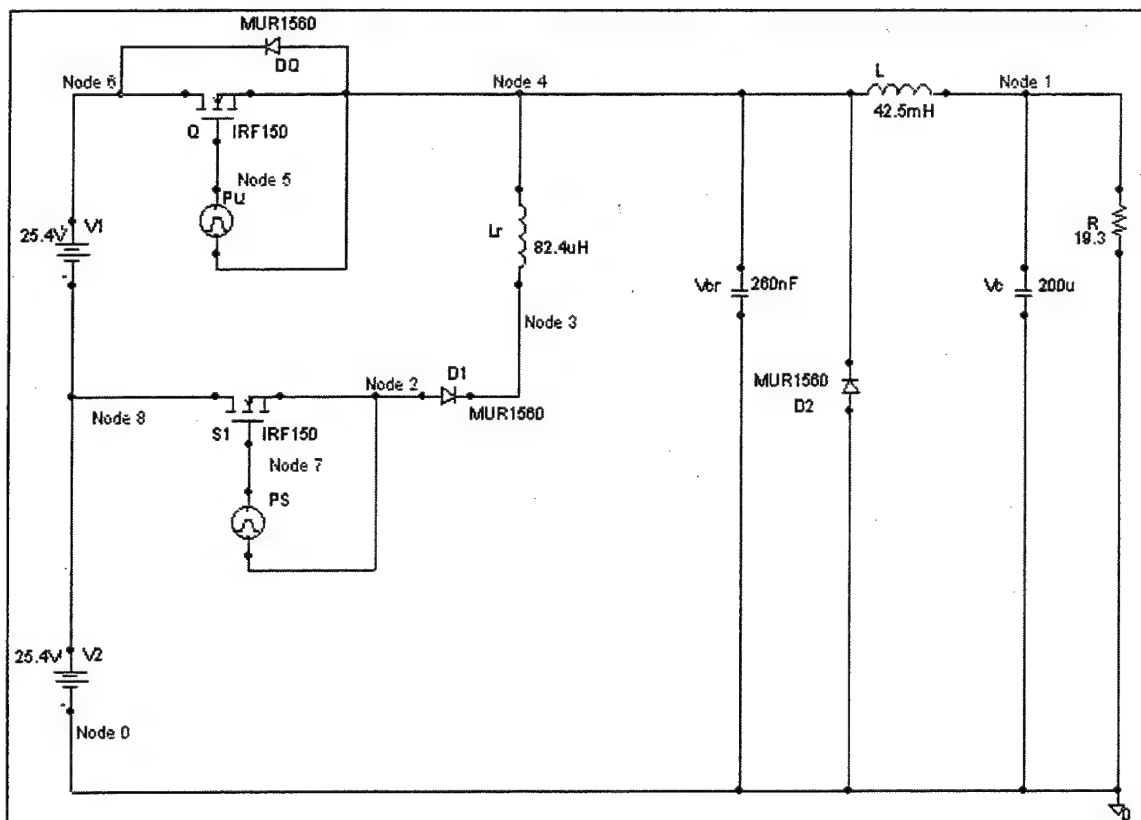 MUR1560
DQ
Node 6
Q
IRF150
Node 4
L
42.5mH
Node 1
Node 5
PU
25.4V
V1
Lr
82.4uH
R
19.3
Vcr
260nF
Vc
200u
Node 3
Node 8
S1
IRF150
Node 2
D1
MUR1560
MUR1560
D2
Node 7
PS
25.4V
V2
Node 0